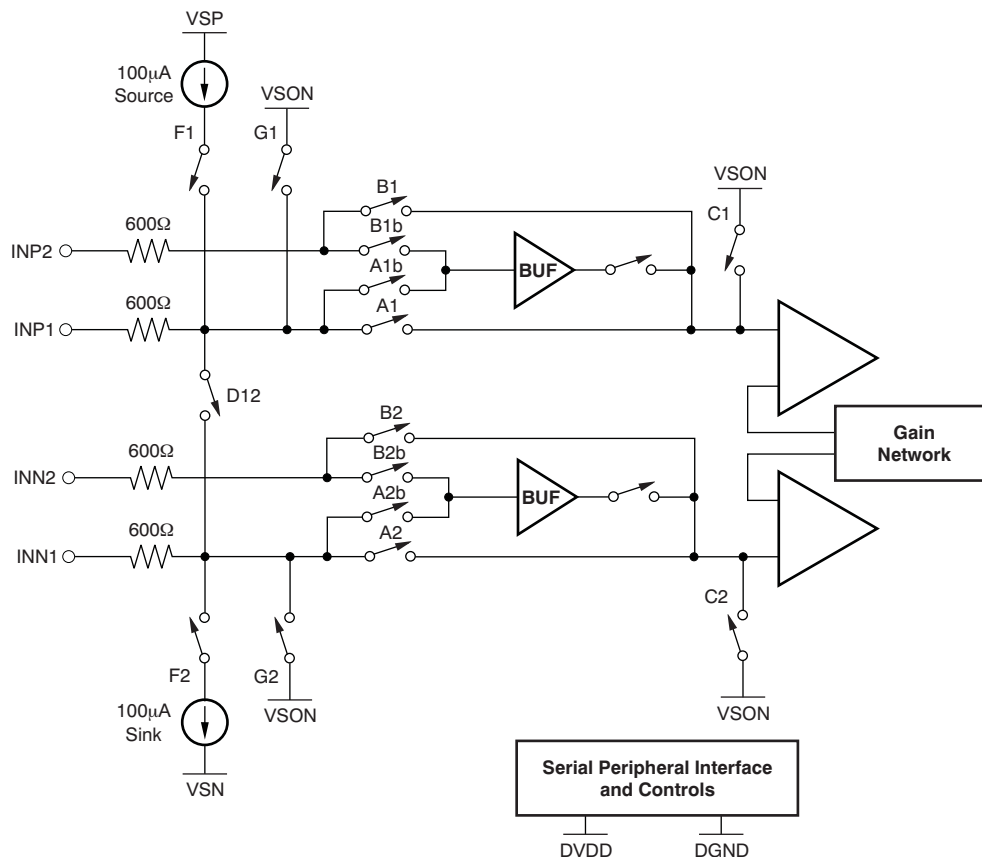 VSP
100μA
Source
VSON
F1
G1
VSON
B1
C1
600Ω
B1b
INP2
A1b
BUF
600Ω
A1
INP1
D12
B2
Gain
Network
600Ω
B2b
INN2
A2b
BUF
600Ω
A2
INN1
C2
F2
G2
100μA
Sink
VSON
VSON
VSN
Serial Peripheral Interface
and Controls
DVDD
DGND